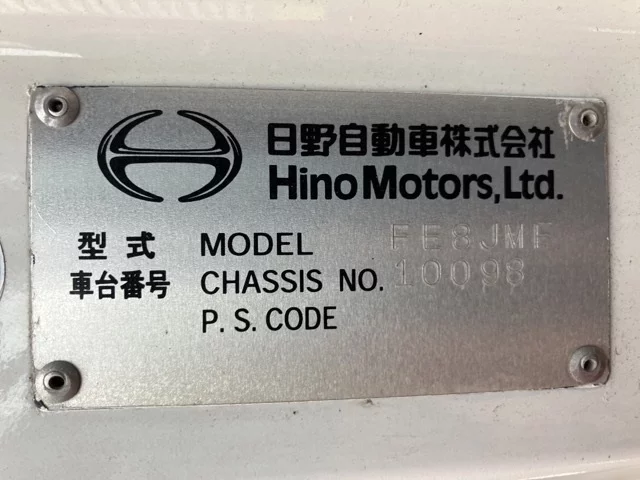 日野自動車株式会社
Hino Motors, Ltd.
型式 MODEL FE8JMF
車台番号 CHASSIS NO. 10098
P.S.CODE